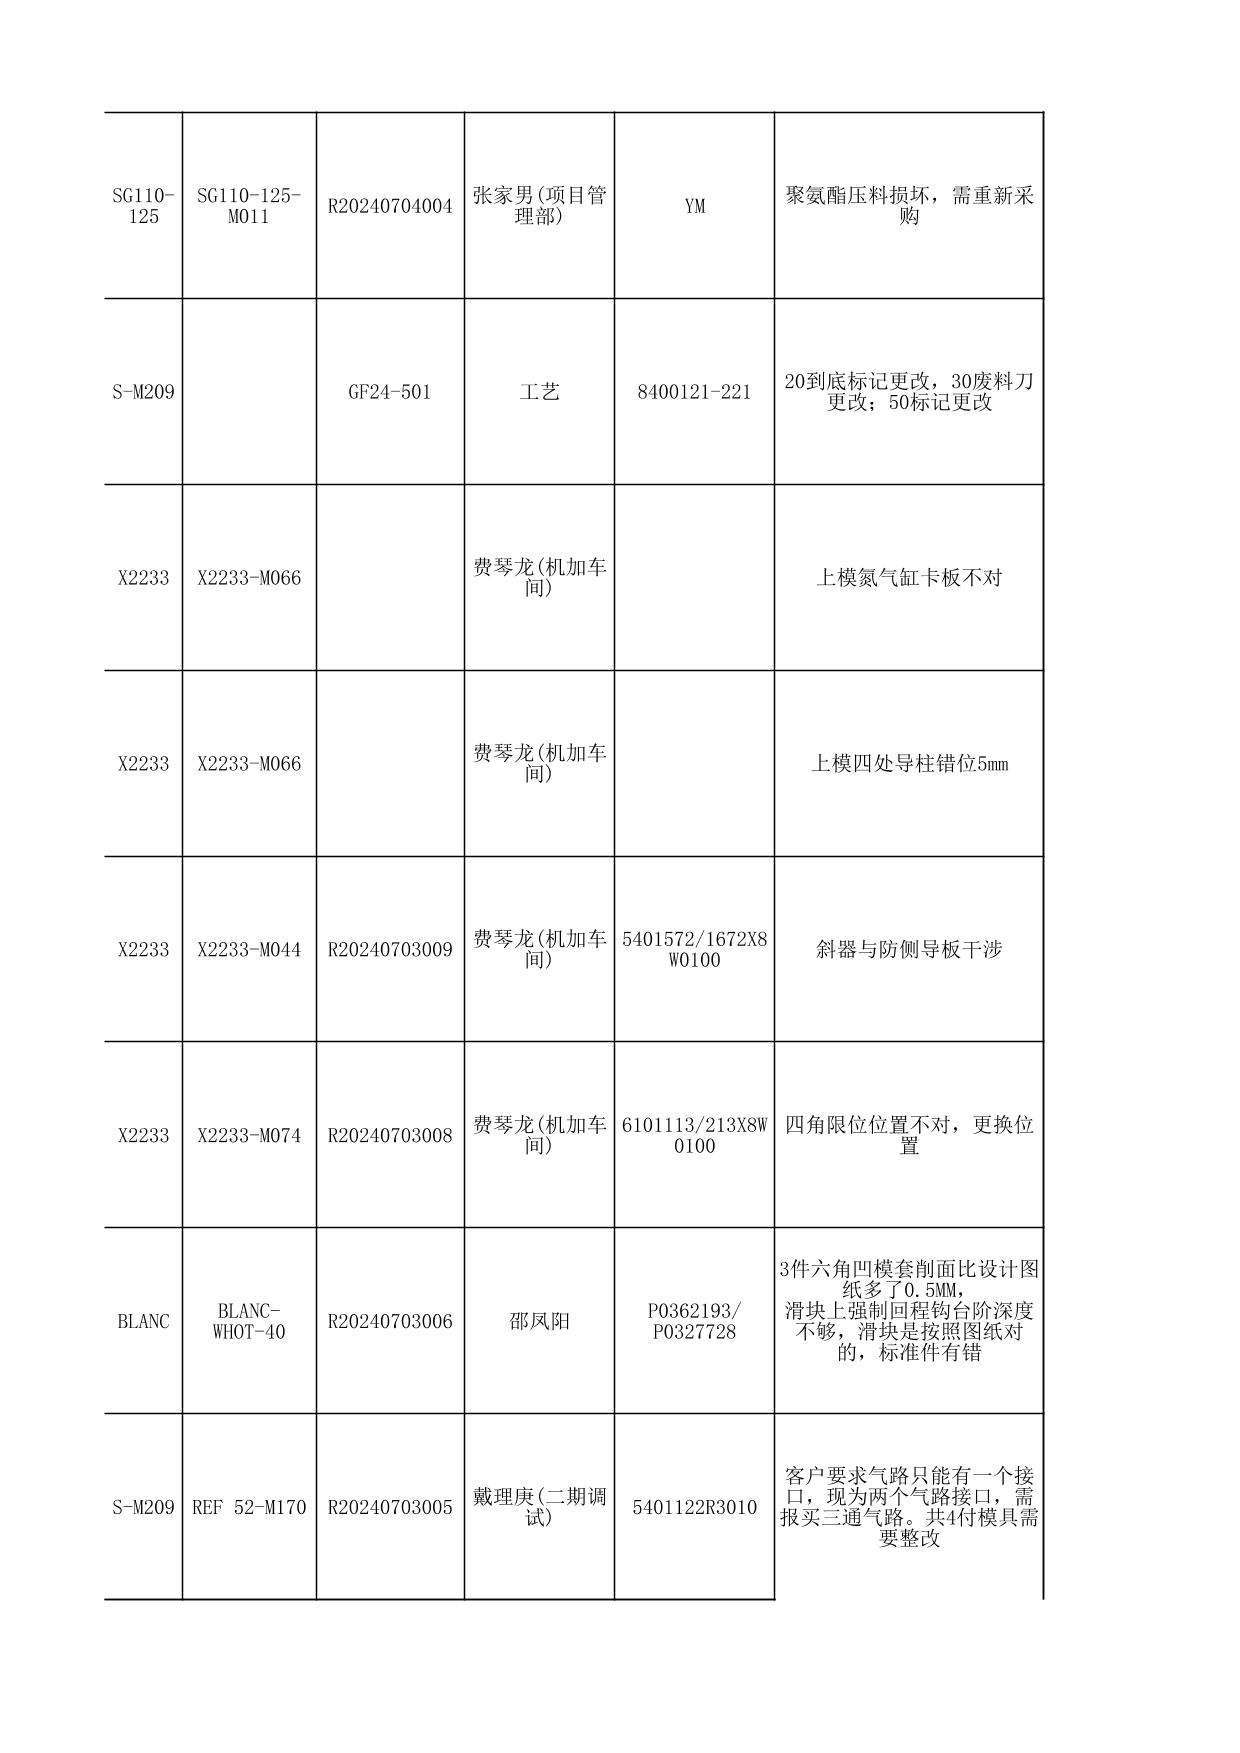 SG110-
125
SG110-125-
M011
R20240704004
张家男(项目管
理部)
YM
聚氨酯压料损坏，需重新采
购
S-M209
GF24-501
工艺
8400121-221
20到底标记更改，30废料刀
更改；50标记更改
X2233
X2233-M066
费琴龙(机加车
间)
上模氮气缸卡板不对
X2233
X2233-M066
费琴龙(机加车
间)
上模四处导柱错位5mm
X2233
X2233-M044
R20240703009
费琴龙(机加车
间)
5401572/1672X8
W0100
斜器与防侧导板干涉
X2233
X2233-M074
R20240703008
费琴龙(机加车
间)
6101113/213X8W
0100
四角限位位置不对，更换位
置
BLANC
BLANC-
WHOT-40
R20240703006
邵凤阳
P0362193/
P0327728
3件六角凹模套削面比设计图
纸多了0.5MM，
滑块上强制回程钩台阶深度
不够，滑块是按照图纸对
的，标准件有错
S-M209
REF 52-M170
R20240703005
戴理庚(二期调
试)
5401122R3010
客户要求气路只能有一个接
口，现为两个气路接口，需
报买三通气路。共4付模具需
要整改